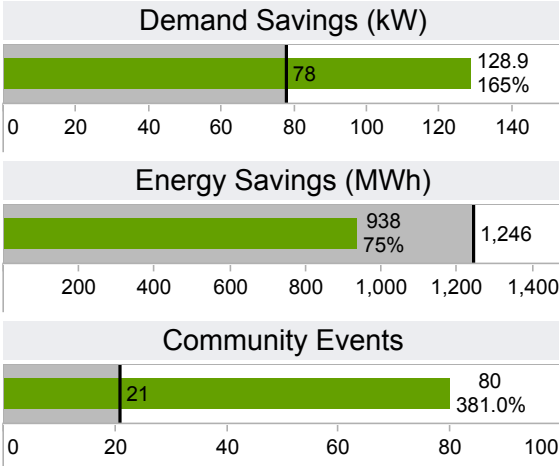 Demand Savings (kW)
78
128.9
165%
0 20 40 60 80 100 120 140
Energy Savings (MWh)
938
75%
1,246
200 400 600 800 1,000 1,200 1,400
Community Events
21
80
381.0%
0 20 40 60 80 100